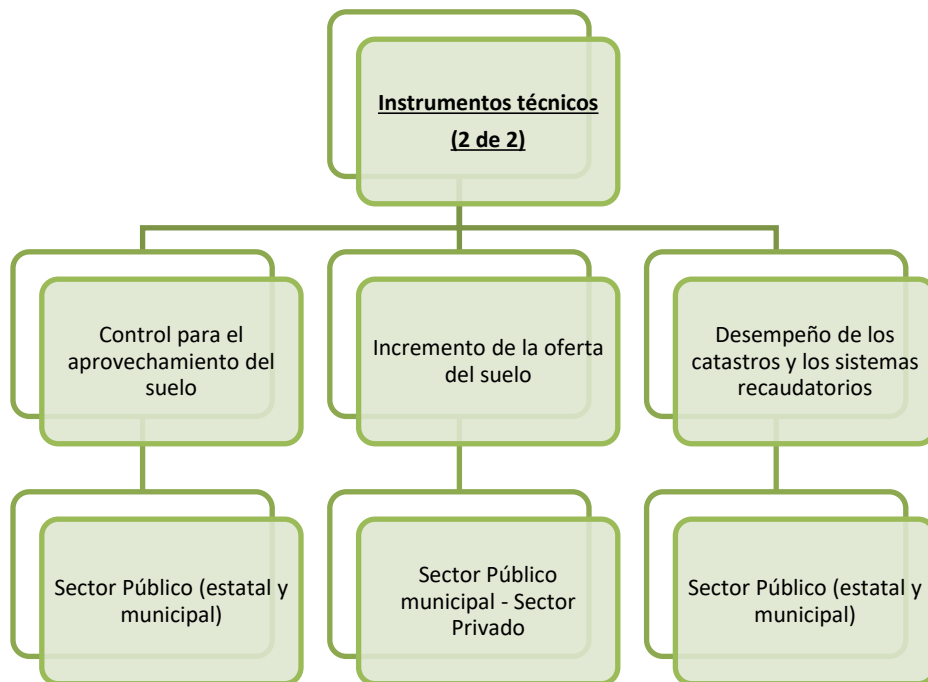 Instrumentos técnicos
(2 de 2)
Control para el
aprovechamiento del
suelo
Incremento de la oferta
del suelo
Desempeño de los
catastros y los sistemas
recaudatorios
Sector Público (estatal y
municipal)
Sector Público
municipal - Sector
Privado
Sector Público (estatal y
municipal)